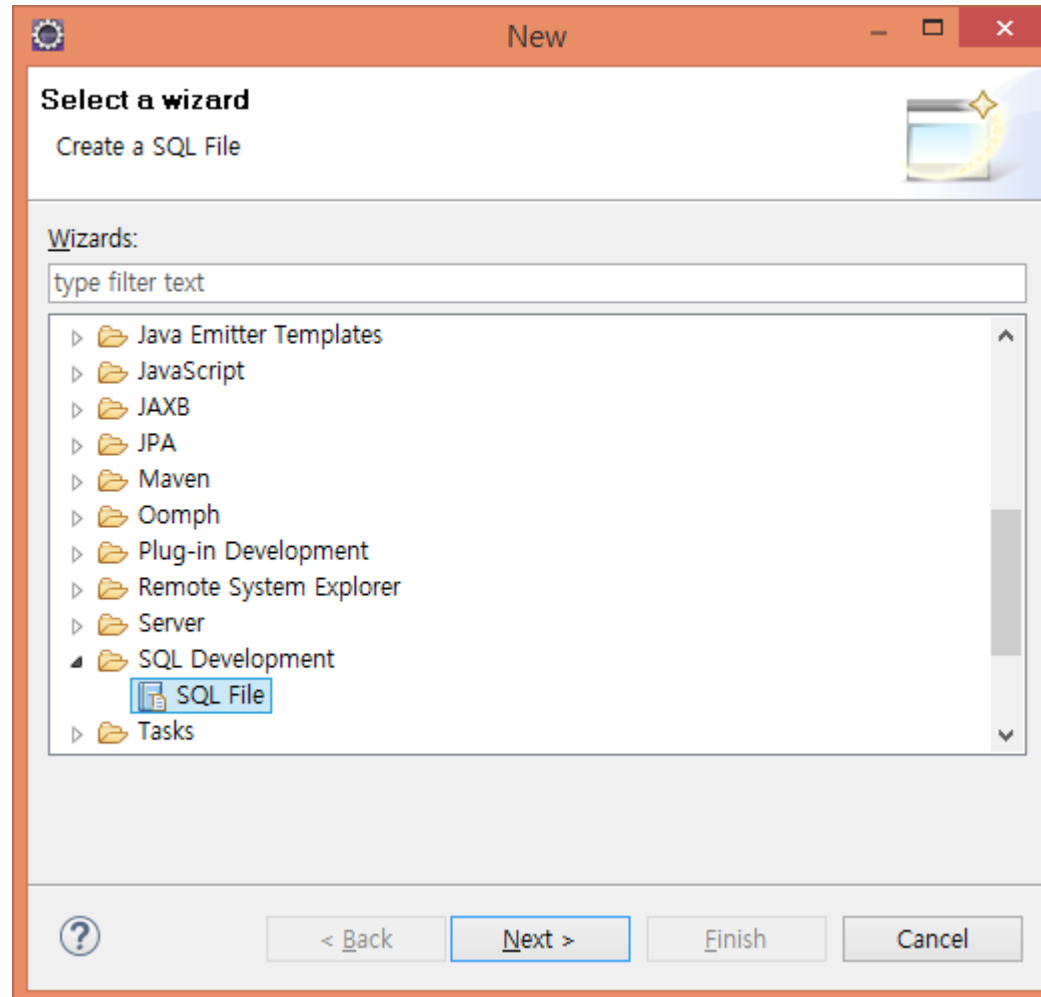 New
Select a wizard
Create a SQL File
Wizards:
type filter text
Java Emitter Templates
JavaScript
JAXB
JPA
Maven
Oomph
Plug-in Development
Remote System Explorer
Server
SQL Development
SQL File
Tasks
? < Back Next > Finish Cancel